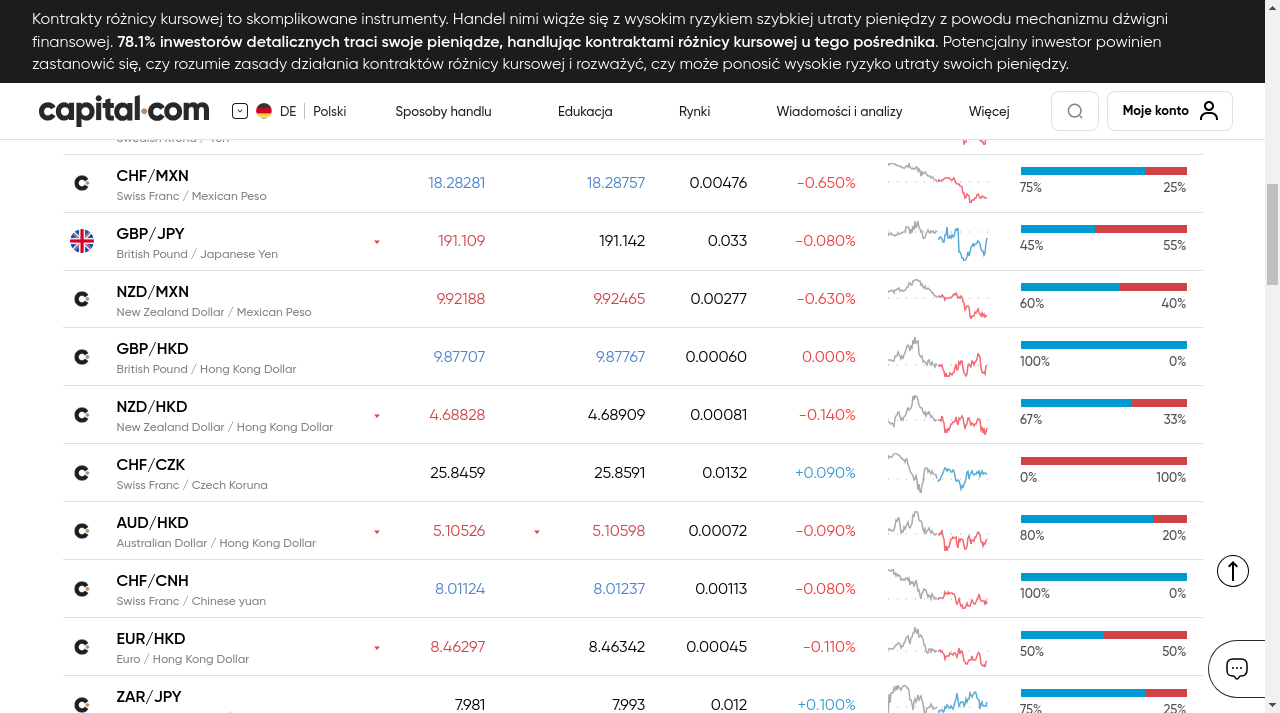 Kontrakty różnicy kursowej to skomplikowane instrumenty. Handel nimi wiąże się z wysokim ryzykiem szybkiej utraty pieniędzy z powodu mechanizmu dźwigni
finansowej. 78.1% inwestorów detalicznych traci swoje pieniądze, handlując kontraktami różnicy kursowej u tego pośrednika. Potencjalny inwestor powinien
zastanowić się, czy rozumie zasady działania kontraktów różnicy kursowej i rozważyć, czy może ponosić wysokie ryzyko utraty swoich pieniędzy.
capital.com DE Polski Sposoby handlu Edukacja Rynki Wiadomości i analizy Więcej Moje konto
CHF/MXN 18.28281 18.28757 0.00476 -0.650% 75% 25%
Swiss Franc / Mexican Peso
GBP/JPY 191.109 191.142 0.033 -0.080% 45% 55%
British Pound / Japanese Yen
NZD/MXN 9.92188 9.92465 0.00277 -0.630% 60% 40%
New Zealand Dollar / Mexican Peso
GBP/HKD 9.87707 9.87767 0.00060 0.000% 100% 0%
British Pound / Hong Kong Dollar
NZD/HKD 4.68828 4.68909 0.00081 -0.140% 67% 33%
New Zealand Dollar / Hong Kong Dollar
CHF/CZK 25.8459 25.8591 0.0132 +0.090% 0% 100%
Swiss Franc / Czech Koruna
AUD/HKD 5.10526 5.10598 0.00072 -0.090% 80% 20%
Australian Dollar / Hong Kong Dollar
CHF/CNH 8.01124 8.01237 0.00113 -0.080% 100% 0%
Swiss Franc / Chinese yuan
EUR/HKD 8.46297 8.46342 0.00045 -0.110% 50% 50%
Euro / Hong Kong Dollar
ZAR/JPY 7.981 7.993 0.012 +0.100% 75% 25%